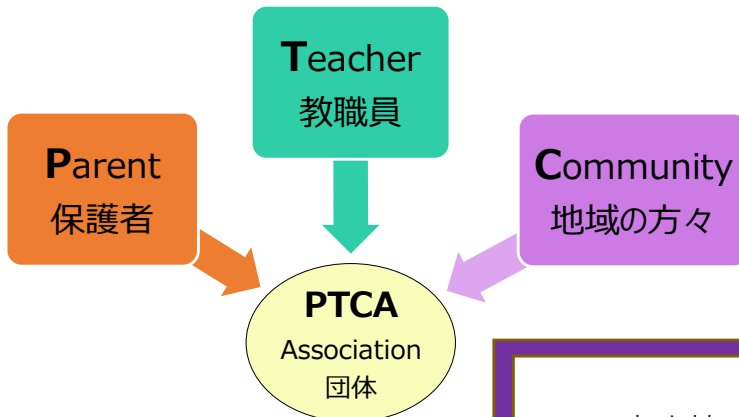 Teacher
教職員
Parent
保護者
Community
地域の方々
PTCA
Association
団体